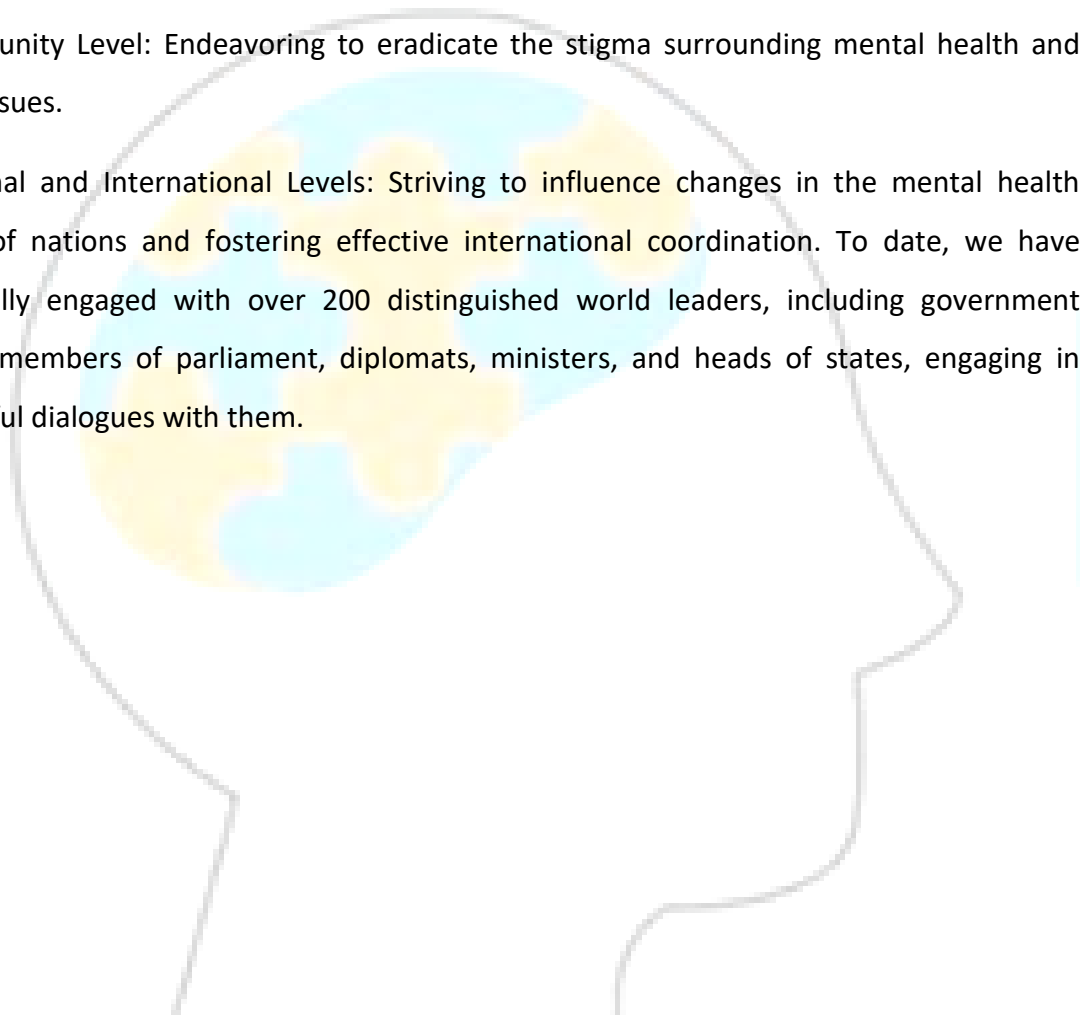 unity Level: Endeavoring to eradicate the stigma surrounding mental health and
sues.
al and International Levels: Striving to influence changes in the mental health
of nations and fostering effective international coordination. To date, we have
lly engaged with over 200 distinguished world leaders, including government
members of parliament, diplomats, ministers, and heads of states, engaging in
ul dialogues with them.